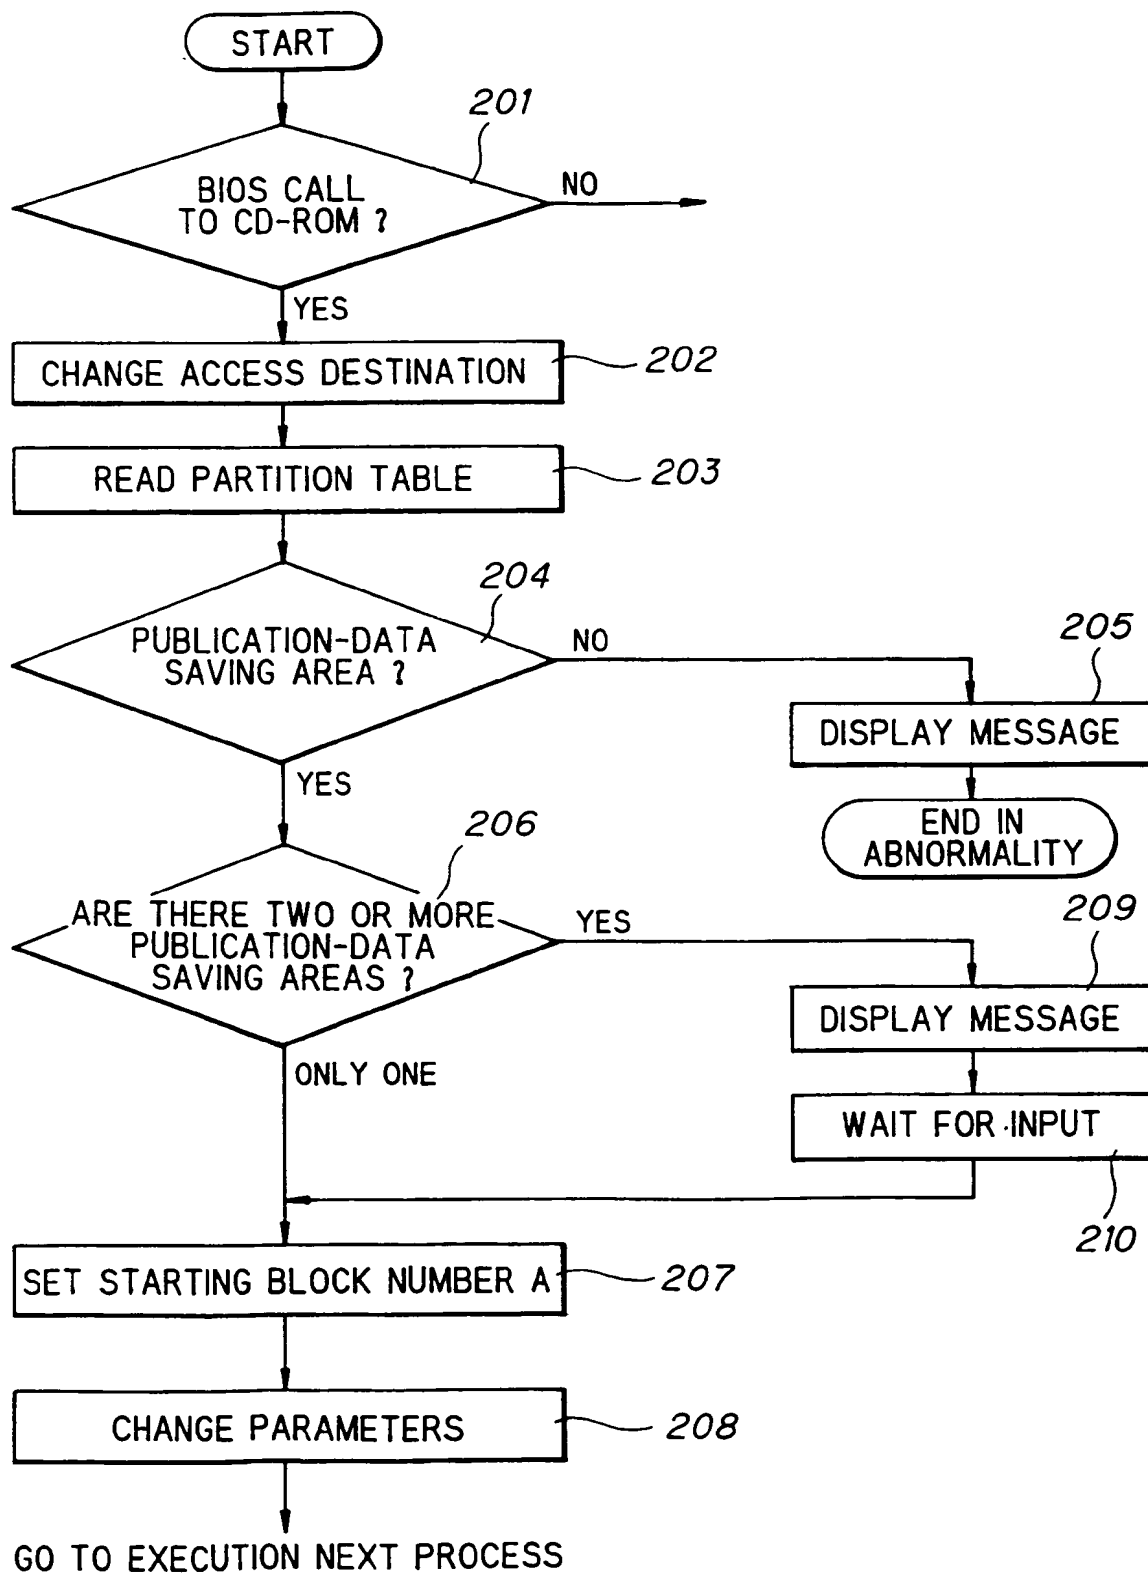 START
201
BIOS CALL
TO CD-ROM ?
NO
YES
CHANGE ACCESS DESTINATION
202
READ PARTITION TABLE
203
204
PUBLICATION-DATA
SAVING AREA ?
NO
205
DISPLAY MESSAGE
YES
END IN
ABNORMALITY
206
ARE THERE TWO OR MORE
PUBLICATION-DATA
SAVING AREAS ?
YES
209
DISPLAY MESSAGE
ONLY ONE
WAIT FOR INPUT
210
SET STARTING BLOCK NUMBER A
207
CHANGE PARAMETERS
208
GO TO EXECUTION NEXT PROCESS